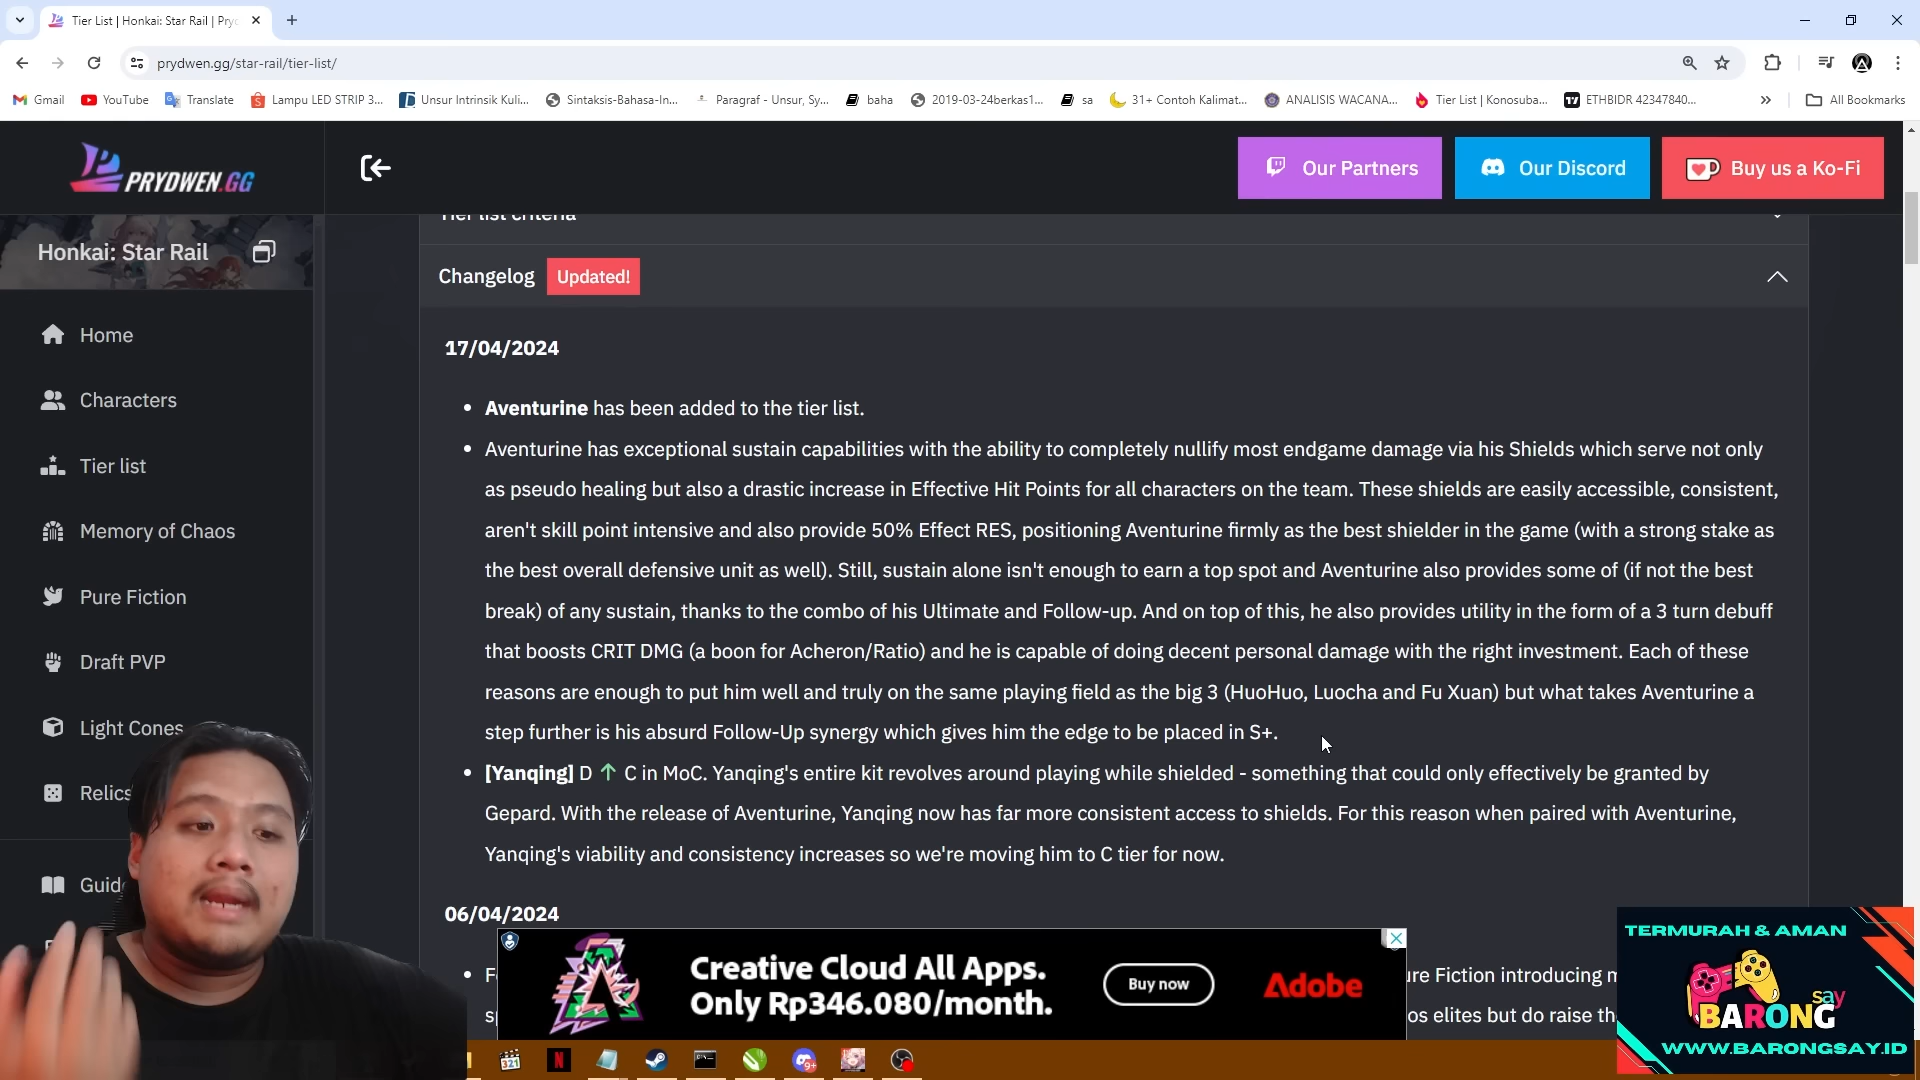 Tier List | Honkai: Star Rail | Pryd
prydwen.gg/star-rail/tier-list/
Gmail
YouTube
Translate
Lampu LED STRIP 3...
Unsur Intrinsik Kuli...
Sintaksis-Bahasa-In...
Paragraf - Unsur, Sy...
baha
2019-03-24berkas1...
sa
31+ Contoh Kalimat...
ANALISIS WACANA...
Tier List | Konosuba...
ETHBIDR 42347840...
All Bookmarks
PRYDWEN.GG
Our Partners
Our Discord
Buy us a Ko-Fi
Honkai: Star Rail
Home
Characters
Tier list
Memory of Chaos
Pure Fiction
Draft PVP
Light Cones
Relics
Guid
Tier list criteria
Changelog Updated!
17/04/2024
Aventurine has been added to the tier list.
Aventurine has exceptional sustain capabilities with the ability to completely nullify most endgame damage via his Shields which serve not only
as pseudo healing but also a drastic increase in Effective Hit Points for all characters on the team. These shields are easily accessible, consistent,
aren't skill point intensive and also provide 50% Effect RES, positioning Aventurine firmly as the best shielder in the game (with a strong stake as
the best overall defensive unit as well). Still, sustain alone isn't enough to earn a top spot and Aventurine also provides some of (if not the best
break) of any sustain, thanks to the combo of his Ultimate and Follow-up. And on top of this, he also provides utility in the form of a 3 turn debuff
that boosts CRIT DMG (a boon for Acheron/Ratio) and he is capable of doing decent personal damage with the right investment. Each of these
reasons are enough to put him well and truly on the same playing field as the big 3 (HuoHuo, Luocha and Fu Xuan) but what takes Aventurine a
step further is his absurd Follow-Up synergy which gives him the edge to be placed in S+.
[Yanqing] D ↑ C in MoC. Yanqing's entire kit revolves around playing while shielded - something that could only effectively be granted by
Gepard. With the release of Aventurine, Yanqing now has far more consistent access to shields. For this reason when paired with Aventurine,
Yanqing's viability and consistency increases so we're moving him to C tier for now.
06/04/2024
ure Fiction introducing
os elites but do raise
Creative Cloud All Apps.
Only Rp346.080/month.
Buy now
Adobe
TERMURAH & AMAN
BARONG say
WWW.BARONGSAY.ID